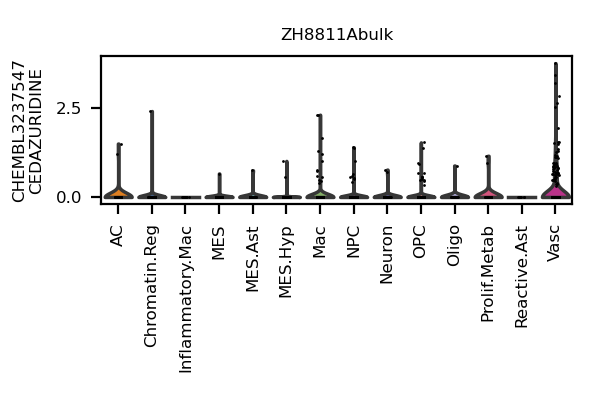 ZH8811Abulk
CHEMBL3237547
CEDAZURIDINE
2.5
0.0
AC
Chromatin.Reg
Inflammatory.Mac
MES
MES.Ast
MES.Hyp
Mac
NPC
Neuron
OPC
Oligo
Prolif.Metab
Reactive.Ast
Vasc